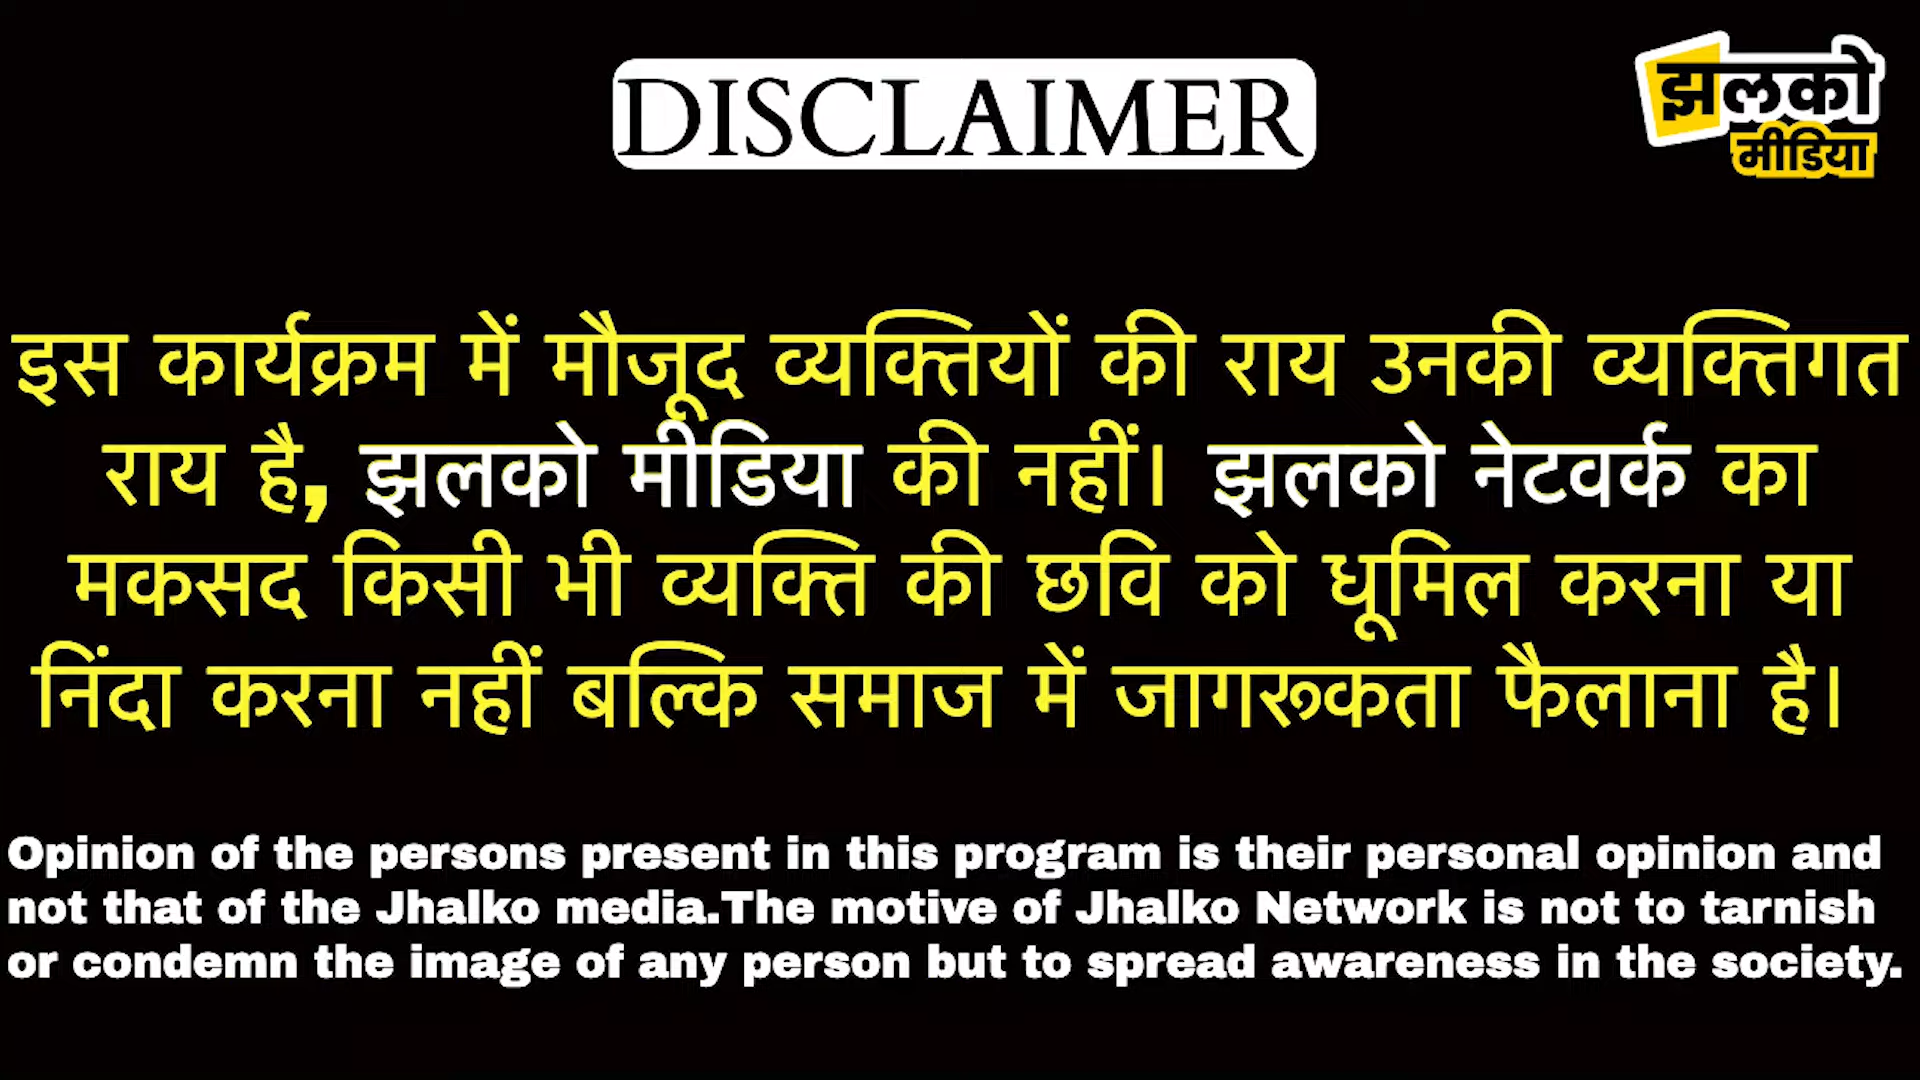 DISCLAIMER
झलको
मीडिया
इस कार्यक्रम में मौजूद व्यक्तियों की राय उनकी व्यक्तिगत
राय है, झलको मीडिया की नहीं। झलको नेटवर्क का
मकसद किसी भी व्यक्ति की छवि को धूमिल करना या
निंदा करना नहीं बल्कि समाज में जागरूकता फैलाना है।
Opinion of the persons present in this program is their personal opinion and
not that of the Jhalko media.The motive of Jhalko Network is not to tarnish
or condemn the image of any person but to spread awareness in the society.